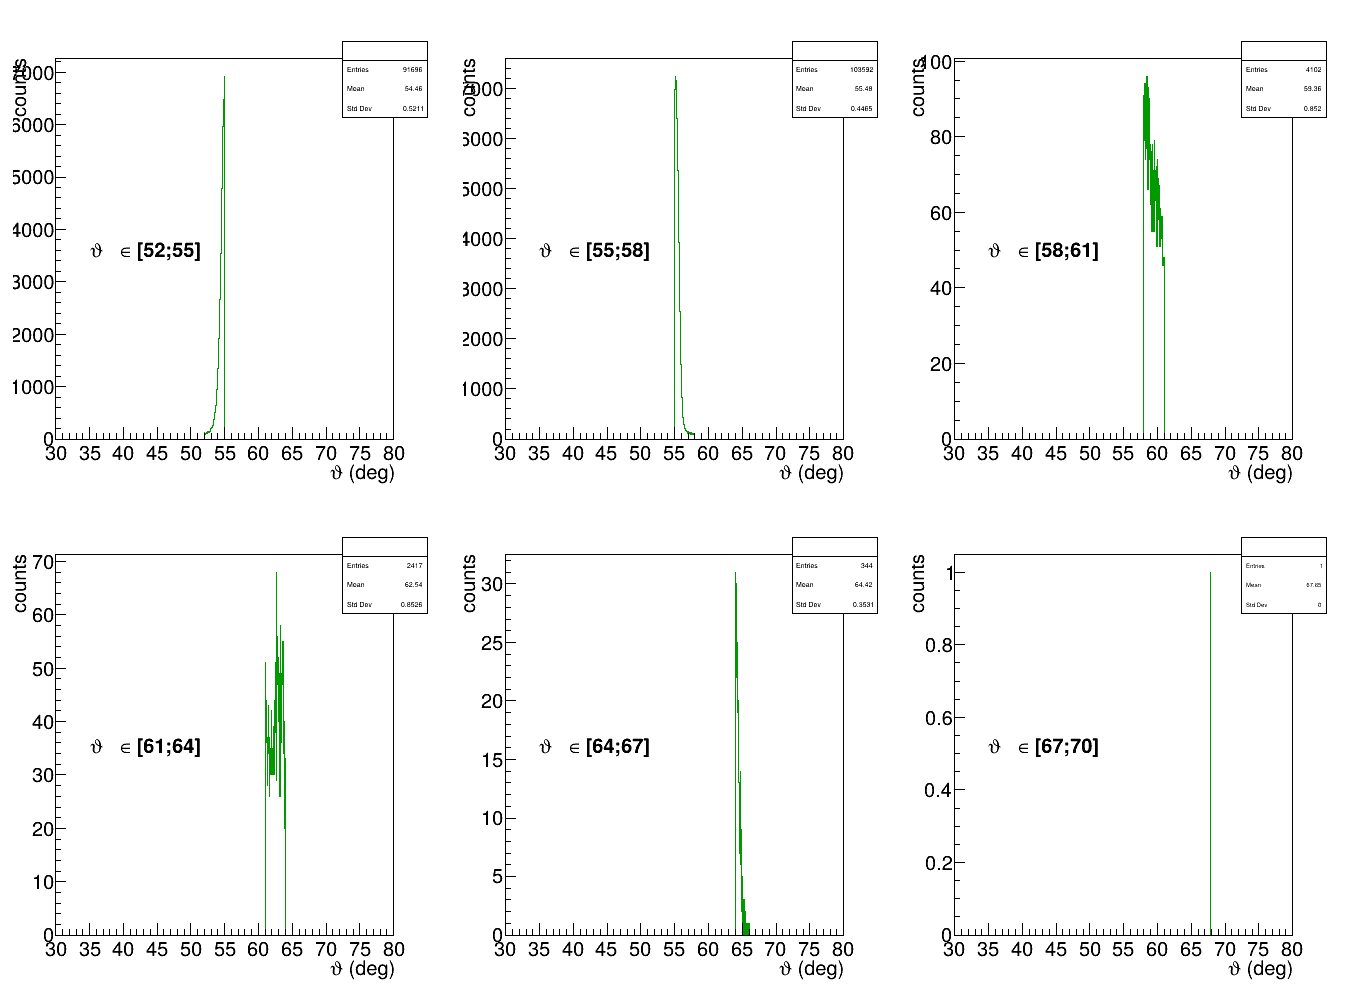 counts
7000
6000
5000
4000
3000
2000
1000
0
30 35 40 45 50 55 60 65 70 75 80
ϑ (deg)
ϑ ∈ [52;55]
Entries 91696
Mean 54.46
Std Dev 0.5211
counts
7000
6000
5000
4000
3000
2000
1000
0
30 35 40 45 50 55 60 65 70 75 80
ϑ (deg)
ϑ ∈ [55;58]
Entries 103592
Mean 55.48
Std Dev 0.4465
counts
100
80
60
40
20
0
30 35 40 45 50 55 60 65 70 75 80
ϑ (deg)
ϑ ∈ [58;61]
Entries 4102
Mean 59.36
Std Dev 0.852
counts
70
60
50
40
30
20
10
0
30 35 40 45 50 55 60 65 70 75 80
ϑ (deg)
ϑ ∈ [61;64]
Entries 2417
Mean 62.54
Std Dev 0.8526
counts
30
25
20
15
10
5
0
30 35 40 45 50 55 60 65 70 75 80
ϑ (deg)
ϑ ∈ [64;67]
Entries 344
Mean 64.42
Std Dev 0.3531
counts
1
0.8
0.6
0.4
0.2
0
30 35 40 45 50 55 60 65 70 75 80
ϑ (deg)
ϑ ∈ [67;70]
Entries 1
Mean 67.85
Std Dev 0